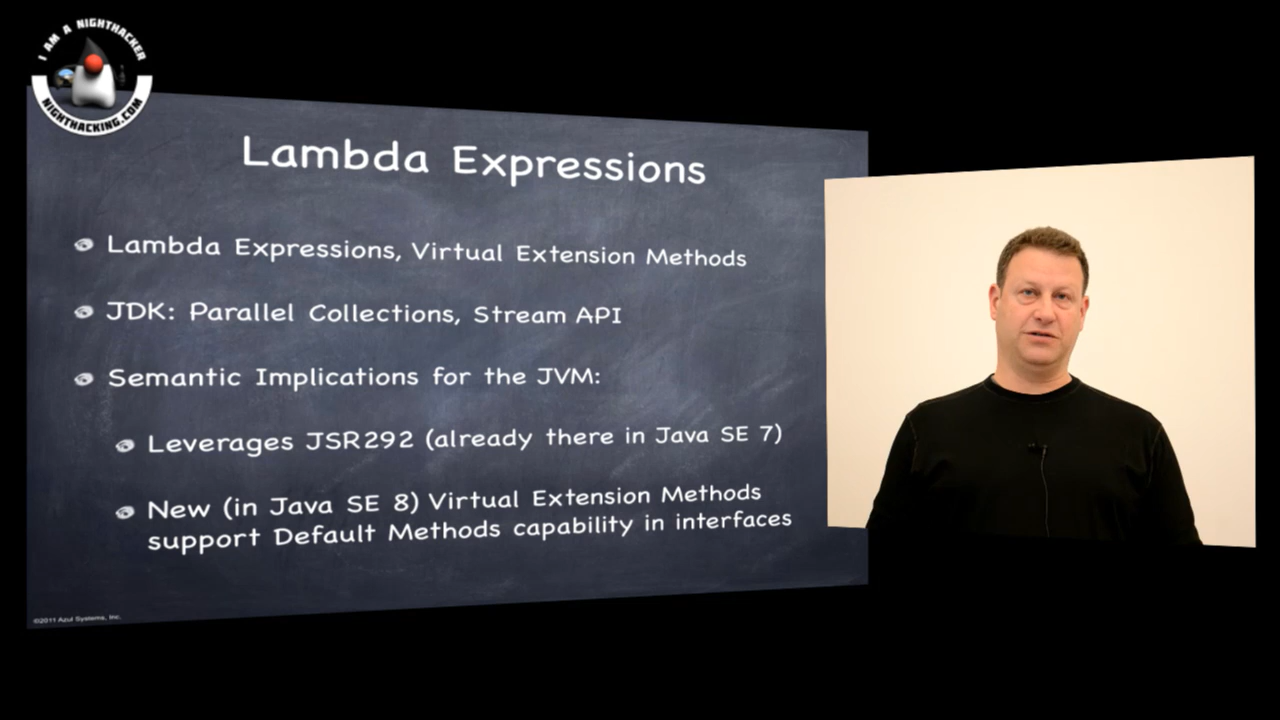 I AM A NIGHTHACKER
NIGHTHACKING.COM
Lambda Expressions
Lambda Expressions, Virtual Extension Methods
JDK: Parallel Collections, Stream API
Semantic Implications for the JVM:
Leverages JSR292 (already there in Java SE 7)
New (in Java SE 8) Virtual Extension Methods
support Default Methods capability in interfaces
©2011 Azul Systems, Inc.